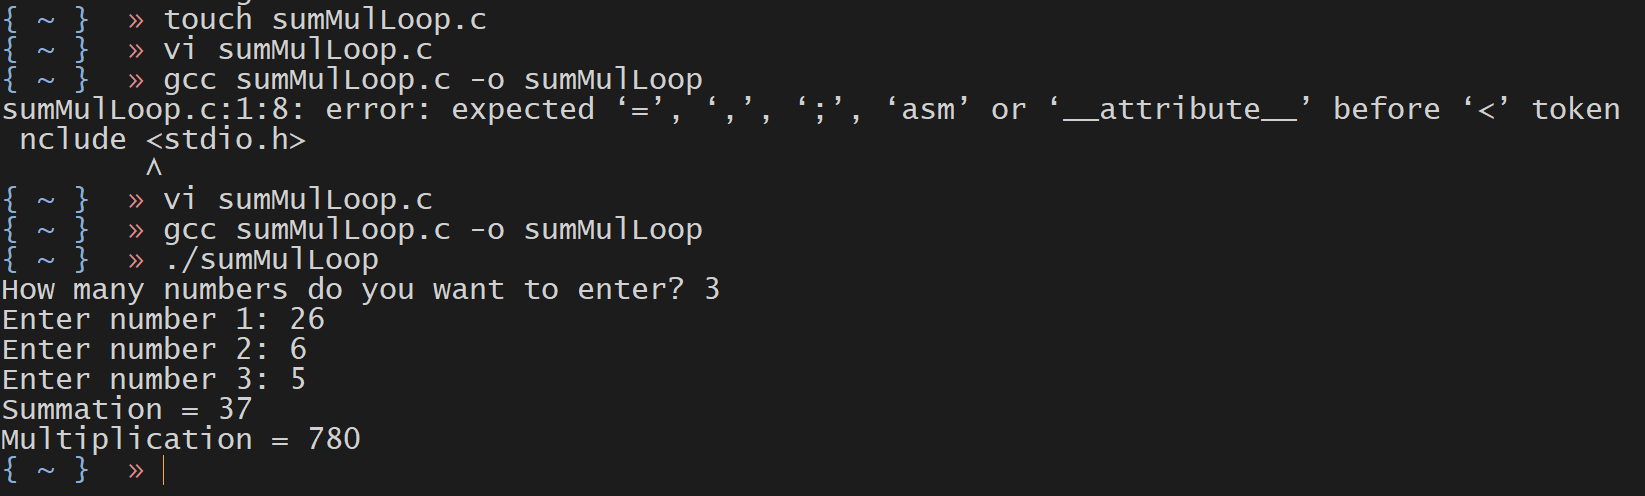 { ~ }  » touch sumMulLoop.c
{ ~ }  » vi sumMulLoop.c
{ ~ }  » gcc sumMulLoop.c -o sumMulLoop
sumMulLoop.c:1:8: error: expected ‘=’, ‘,’, ‘;’, ‘asm’ or ‘__attribute__’ before ‘<’ token
 nclude <stdio.h>
        ^
{ ~ }  » vi sumMulLoop.c
{ ~ }  » gcc sumMulLoop.c -o sumMulLoop
{ ~ }  » ./sumMulLoop
How many numbers do you want to enter? 3
Enter number 1: 26
Enter number 2: 6
Enter number 3: 5
Summation = 37
Multiplication = 780
{ ~ }  »